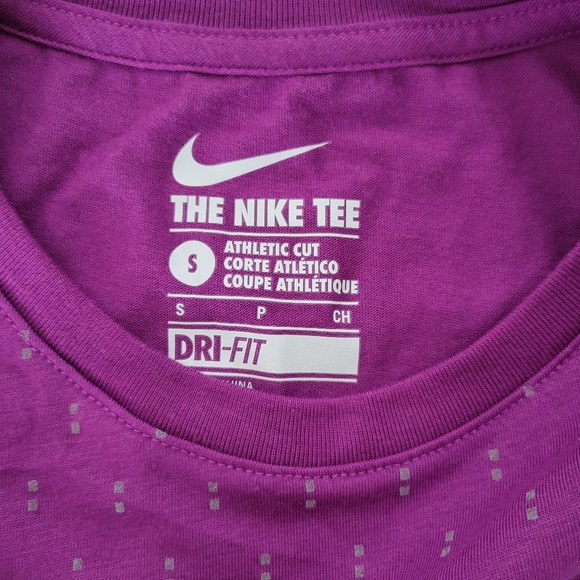 THE NIKE TEE
S
ATHLETIC CUT
CORTE ATLÉTICO
COUPE ATHLÉTIQUE
S P CH
DRI-FIT